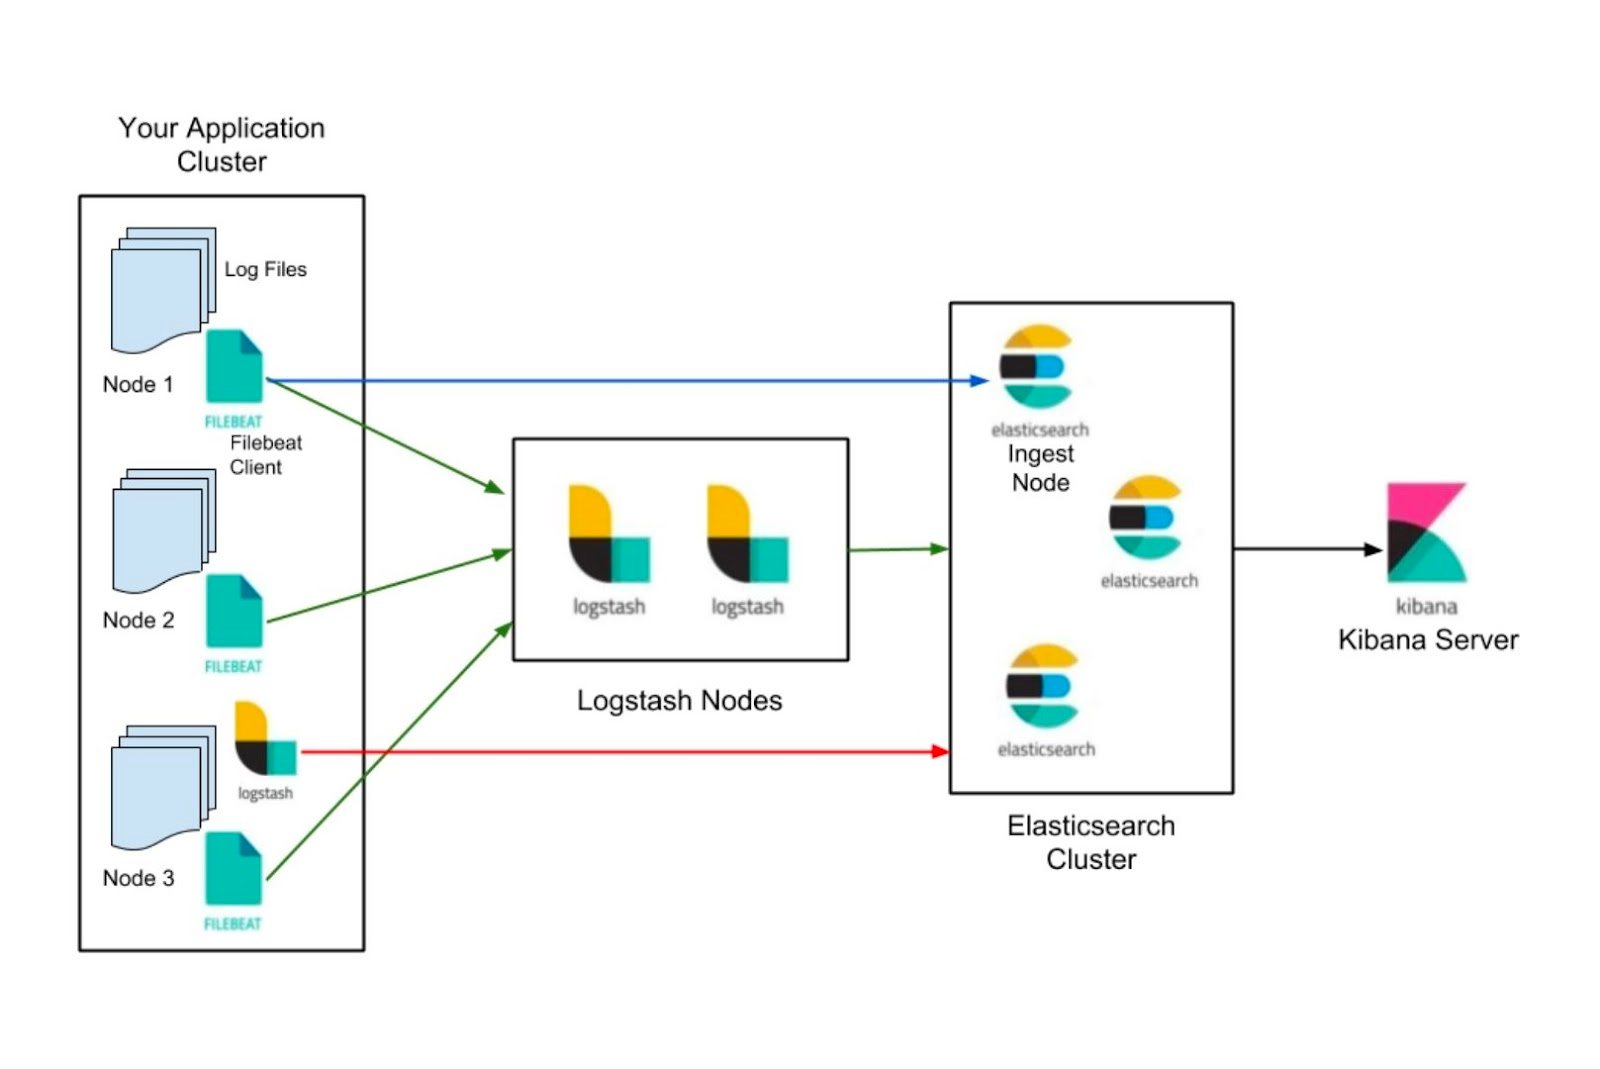 Your Application
Cluster
Log Files
Node 1
FILEBEAT
Filebeat
Client
Node 2
FILEBEAT
logstash
Node 3
FILEBEAT
logstash
logstash
Logstash Nodes
elasticsearch
Ingest
Node
elasticsearch
elasticsearch
Elasticsearch
Cluster
kibana
Kibana Server